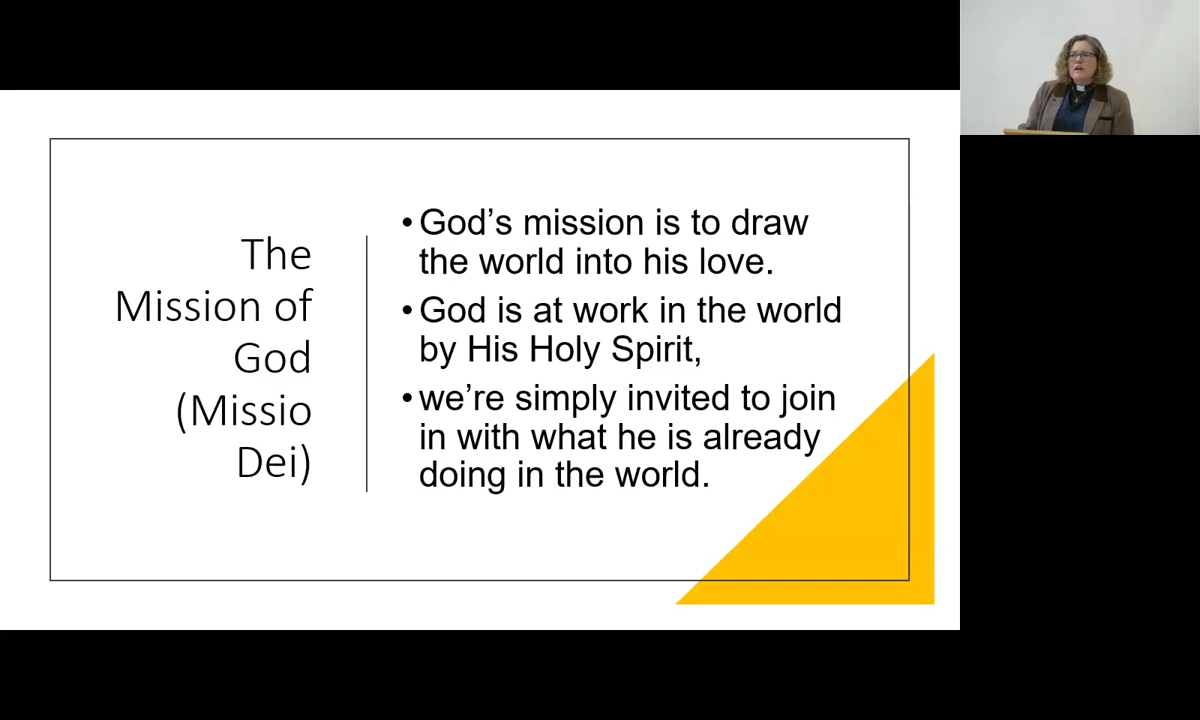 The
Mission of
God
(Missio
Dei)
•God’s mission is to draw
the world into his love.
•God is at work in the world
by His Holy Spirit,
•we’re simply invited to join
in with what he is already
doing in the world.